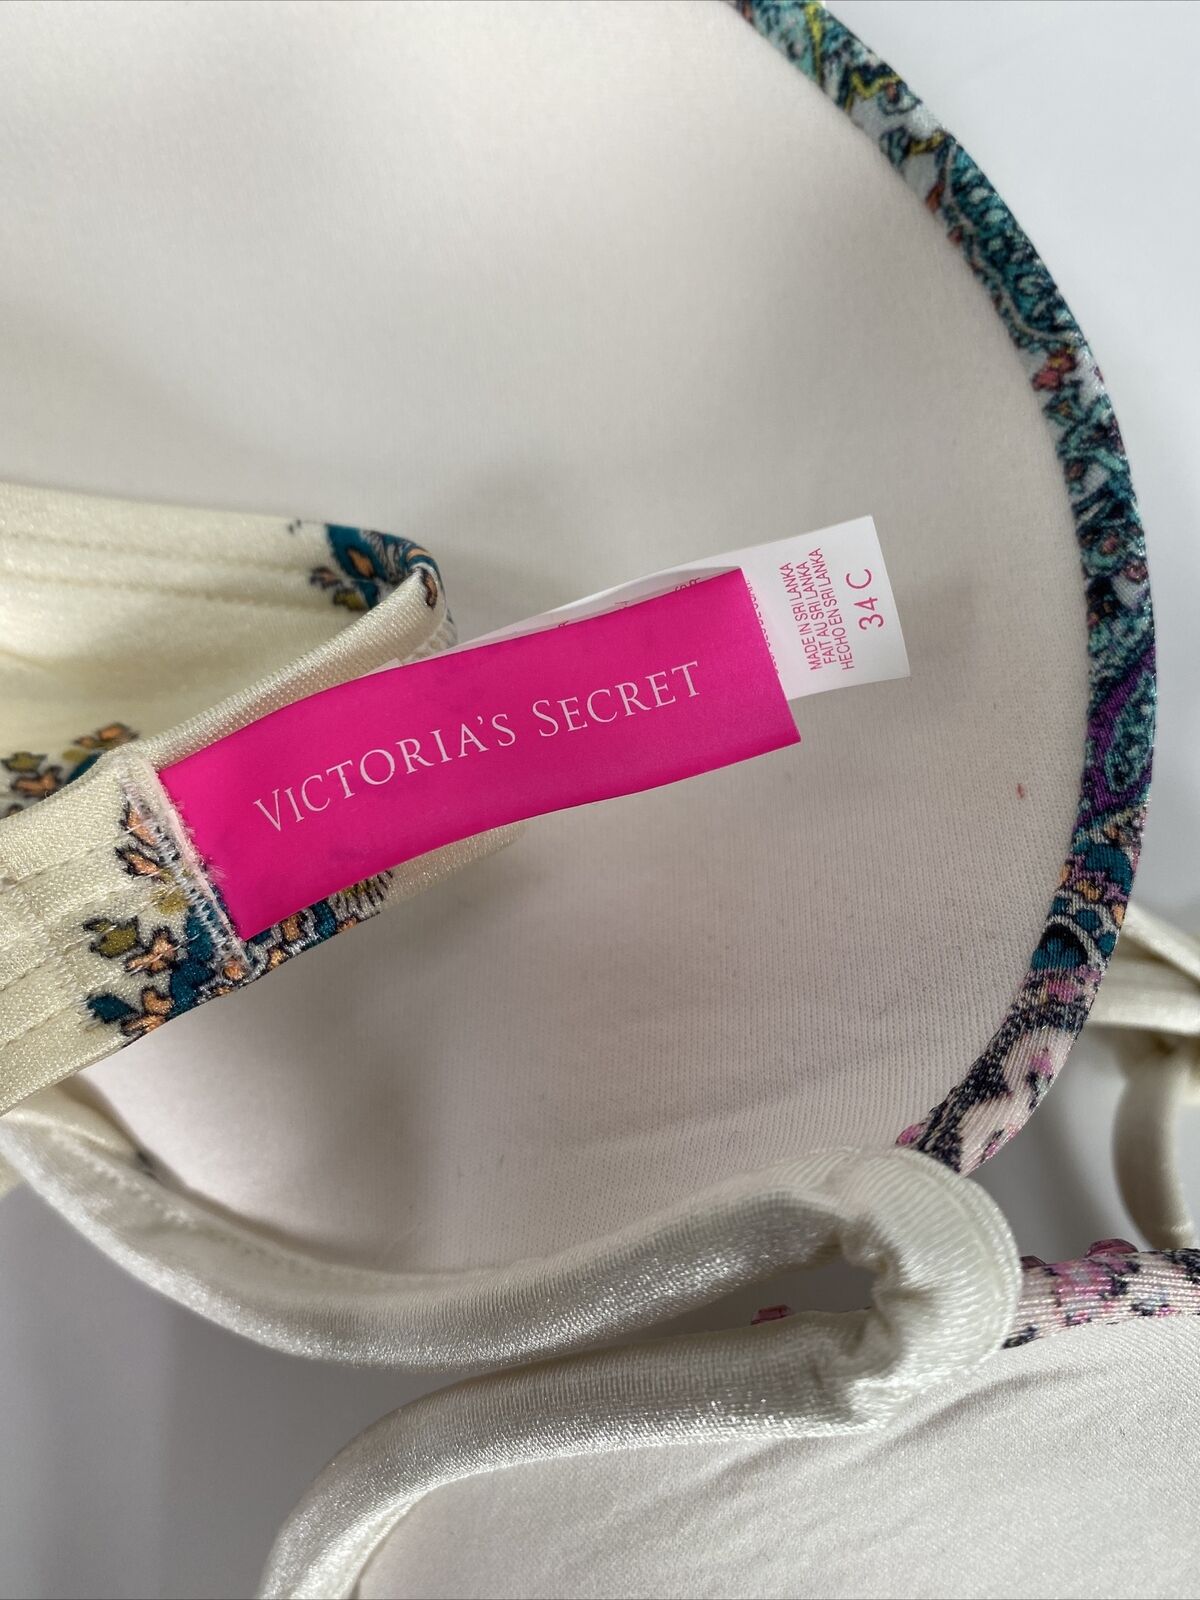 VICTORIA'S SECRET
MADE IN SRI LANKA
FAIT AU SRI LANKA
HECHO EN SRI LANKA
34 C